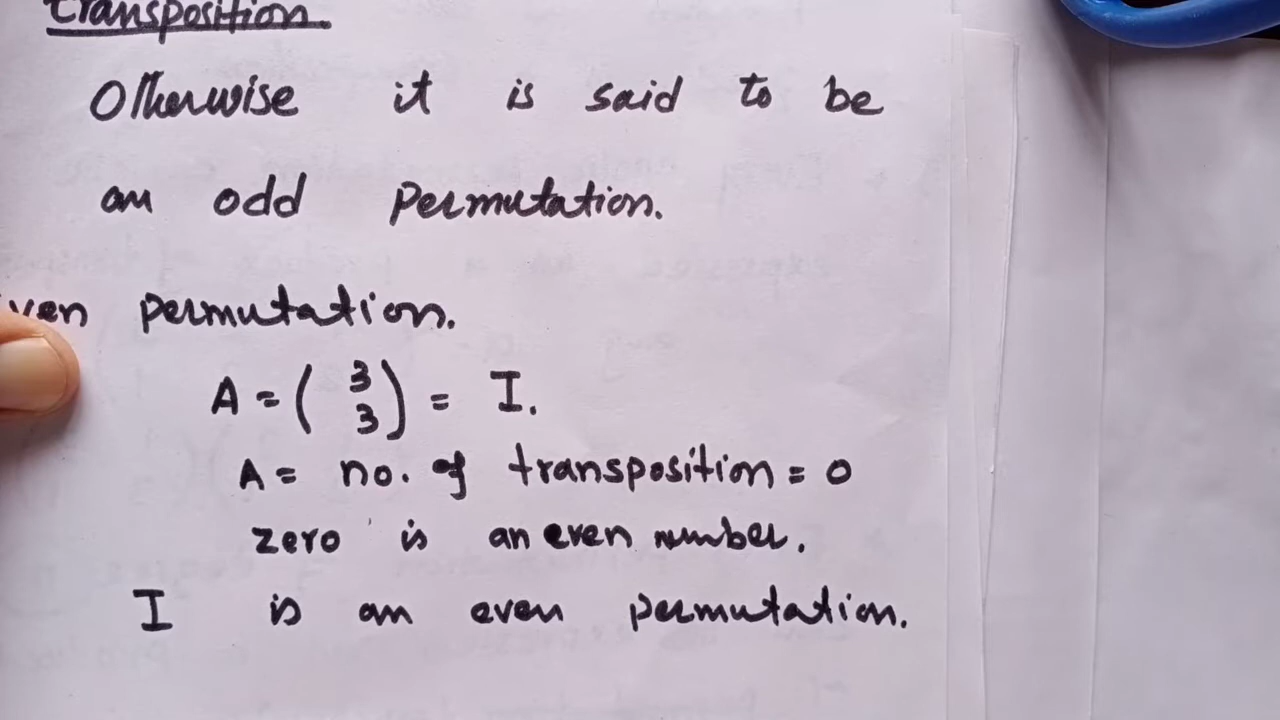 transposition.
Otherwise it is said to be
an odd permutation.
ven permutation.
A = ( 3 3 ) = I.
A = no. of transposition = 0
zero is an even number.
I is an even permutation.